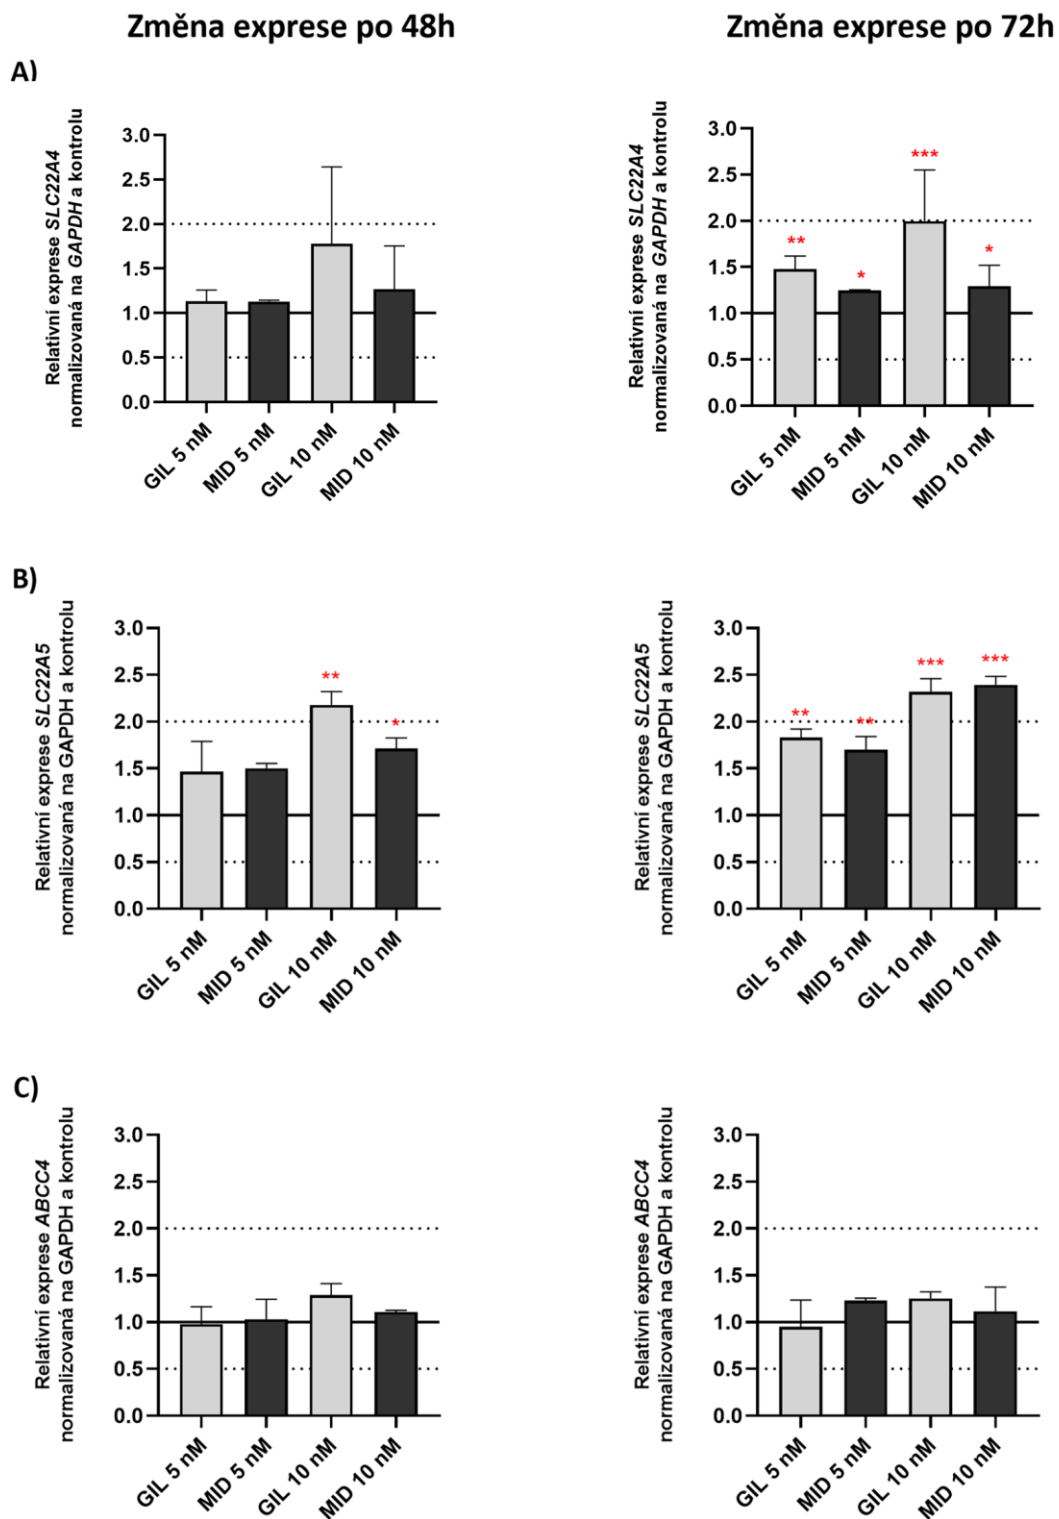 Změna exprese po 48h
Změna exprese po 72h
A)
Relativní exprese SLC22A4
normalizovaná na GAPDH a kontrolu
3.0
2.5
2.0
1.5
1.0
0.5
0.0
GIL 5 nM
MID 5 nM
GIL 10 nM
MID 10 nM
Relativní exprese SLC22A4
normalizovaná na GAPDH a kontrolu
3.0
2.5
2.0
1.5
1.0
0.5
0.0
**
*
***
*
GIL 5 nM
MID 5 nM
GIL 10 nM
MID 10 nM
B)
Relativní exprese SLC22A5
normalizovaná na GAPDH a kontrolu
3.0
2.5
2.0
1.5
1.0
0.5
0.0
**
*
GIL 5 nM
MID 5 nM
GIL 10 nM
MID 10 nM
Relativní exprese SLC22A5
normalizovaná na GAPDH a kontrolu
3.0
2.5
2.0
1.5
1.0
0.5
0.0
**
**
***
***
GIL 5 nM
MID 5 nM
GIL 10 nM
MID 10 nM
C)
Relativní exprese ABCC4
normalizovaná na GAPDH a kontrolu
3.0
2.5
2.0
1.5
1.0
0.5
0.0
GIL 5 nM
MID 5 nM
GIL 10 nM
MID 10 nM
Relativní exprese ABCC4
normalizovaná na GAPDH a kontrolu
3.0
2.5
2.0
1.5
1.0
0.5
0.0
GIL 5 nM
MID 5 nM
GIL 10 nM
MID 10 nM